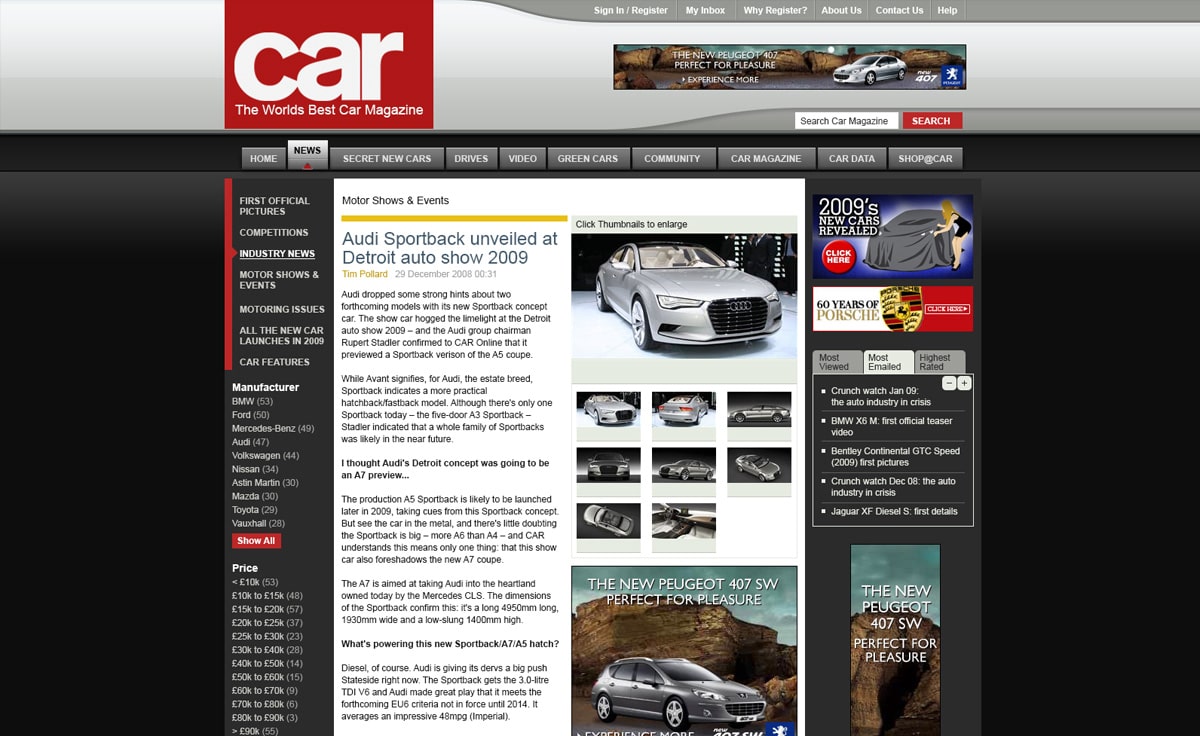 Sign In / Register
My Inbox
Why Register?
About Us
Contact Us
Help
car
The Worlds Best Car Magazine
THE NEW PEUGEOT 407
PERFECT FOR PLEASURE
EXPERIENCE MORE
new
407
PEUGEOT
Search Car Magazine
SEARCH
HOME
NEWS
SECRET NEW CARS
DRIVES
VIDEO
GREEN CARS
COMMUNITY
CAR MAGAZINE
CAR DATA
SHOP@CAR
FIRST OFFICIAL
PICTURES
COMPETITIONS
INDUSTRY NEWS
MOTOR SHOWS &
EVENTS
MOTORING ISSUES
ALL THE NEW CAR
LAUNCHES IN 2009
CAR FEATURES
Manufacturer
BMW (53)
Ford (50)
Mercedes-Benz (49)
Audi (47)
Volkswagen (44)
Nissan (34)
Astin Martin (30)
Mazda (30)
Toyota (29)
Vauxhall (28)
Show All
Price
< £10k (53)
£10k to £15k (48)
£15k to £20k (57)
£20k to £25k (37)
£25k to £30k (23)
£30k to £40k (28)
£40k to £50k (14)
£50k to £60k (15)
£60k to £70k (9)
£70k to £80k (6)
£80k to £90k (3)
> £90k (55)
Motor Shows & Events
Audi Sportback unveiled at
Detroit auto show 2009
Tim Pollard 29 December 2008 00:31
Audi dropped some strong hints about two
forthcoming models with its new Sportback concept
car. The show car hogged the limelight at the Detroit
auto show 2009 – and the Audi group chairman
Rupert Stadler confirmed to CAR Online that it
previewed a Sportback verison of the A5 coupe.
While Avant signifies, for Audi, the estate breed,
Sportback indicates a more practical
hatchback/fastback model. Although there's only one
Sportback today – the five-door A3 Sportback –
Stadler indicated that a whole family of Sportbacks
was likely in the near future.
I thought Audi's Detroit concept was going to be
an A7 preview...
The production A5 Sportback is likely to be launched
later in 2009, taking cues from this Sportback concept.
But see the car in the metal, and there's little doubting
the Sportback is big – more A6 than A4 – and CAR
understands this means only one thing: that this show
car also foreshadows the new A7 coupe.
The A7 is aimed at taking Audi into the heartland
owned today by the Mercedes CLS. The dimensions
of the Sportback confirm this: it's a long 4950mm long,
1930mm wide and a low-slung 1400mm high.
What's powering this new Sportback/A7/A5 hatch?
Diesel, of course. Audi is giving its dervs a big push
Stateside right now. The Sportback gets the 3.0-litre
TDI V6 and Audi made great play that it meets the
forthcoming EU6 criteria not in force until 2014. It
averages an impressive 48mpg (Imperial).
Click Thumbnails to enlarge
THE NEW PEUGEOT 407 SW
PERFECT FOR PLEASURE
EXPERIENCE MORE
new
407 SW
2009's
NEW CARS
REVEALED
CLICK
HERE
60 YEARS OF
PORSCHE
PORSCHE
CLICK HERE
Most
Viewed
Most
Emailed
Highest
Rated
Crunch watch Jan 09:
the auto industry in crisis
BMW X6 M: first official teaser
video
Bentley Continental GTC Speed
(2009) first pictures
Crunch watch Dec 08: the auto
industry in crisis
Jaguar XF Diesel S: first details
THE NEW
PEUGEOT
407 SW
PERFECT FOR
PLEASURE